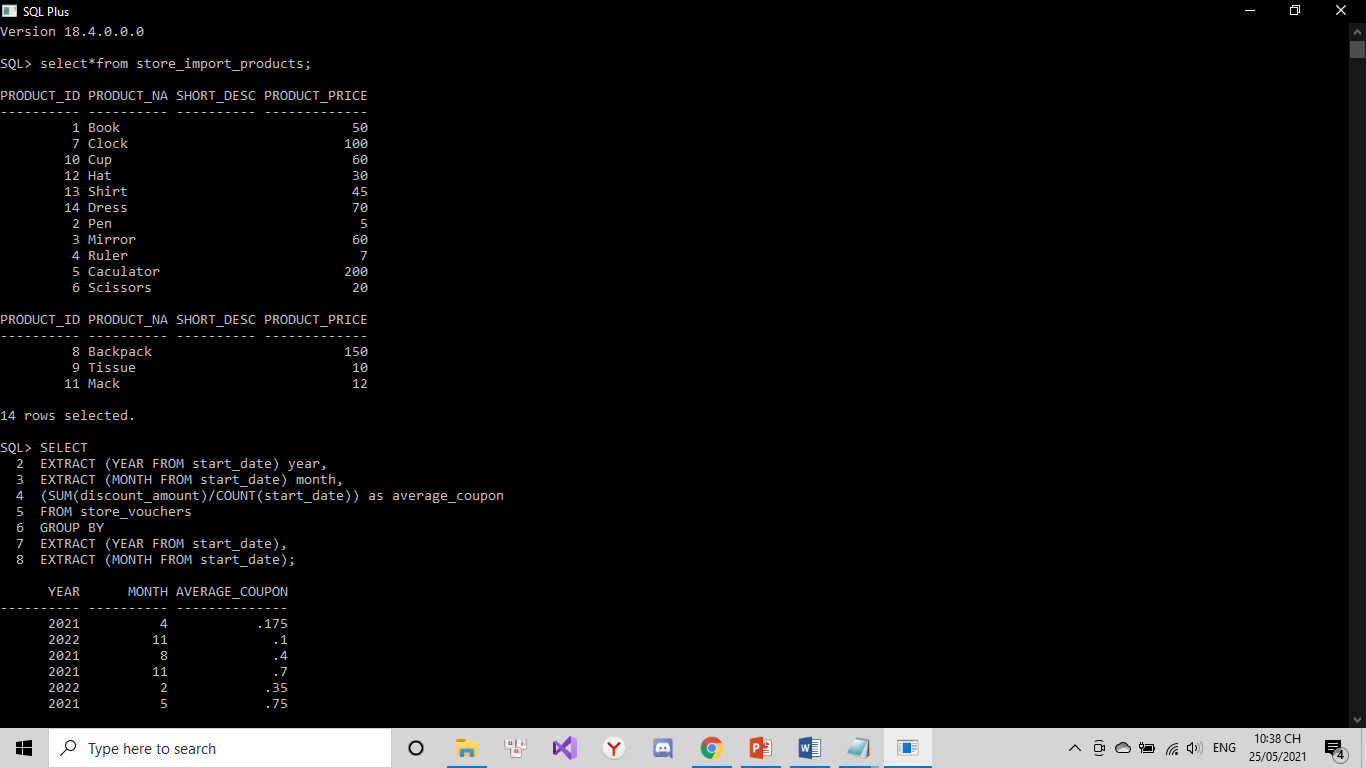 SQL Plus
Version 18.4.0.0.0
SQL> select*from store_import_products;
PRODUCT_ID PRODUCT_NA SHORT_DESC PRODUCT_PRICE
---------- ---------- ---------- -------------
1 Book 50
7 Clock 100
10 Cup 60
12 Hat 30
13 Shirt 45
14 Dress 70
2 Pen 5
3 Mirror 60
4 Ruler 7
5 Caculator 200
6 Scissors 20
PRODUCT_ID PRODUCT_NA SHORT_DESC PRODUCT_PRICE
---------- ---------- ---------- -------------
8 Backpack 150
9 Tissue 10
11 Mack 12
14 rows selected.
SQL> SELECT
2 EXTRACT (YEAR FROM start_date) year,
3 EXTRACT (MONTH FROM start_date) month,
4 (SUM(discount_amount)/COUNT(start_date)) as average_coupon
5 FROM store_vouchers
6 GROUP BY
7 EXTRACT (YEAR FROM start_date),
8 EXTRACT (MONTH FROM start_date);
YEAR MONTH AVERAGE_COUPON
---------- ---------- --------------
2021 4 .175
2022 11 .1
2021 8 .4
2021 11 .7
2022 2 .35
2021 5 .75
Type here to search
ENG
10:38 CH
25/05/2021
4